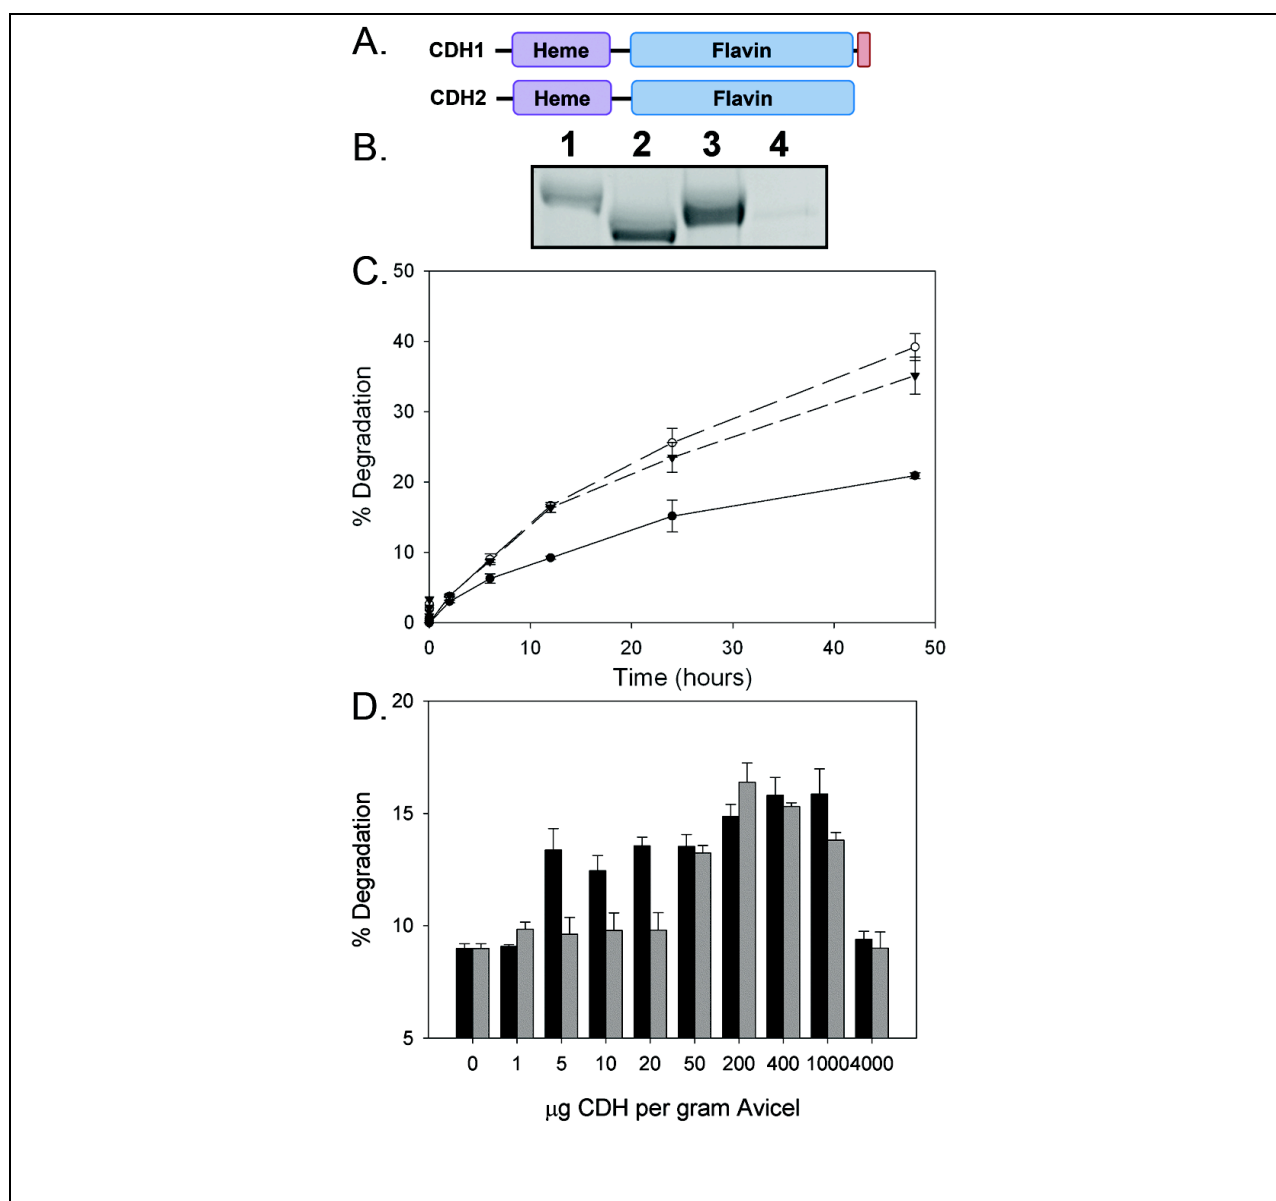 A.
CDH1 Heme Flavin
CDH2 Heme Flavin
B. 1 2 3 4
C.
50
40
30
20
10
0
% Degradation
0 10 20 30 40 50
Time (hours)
D.
20
15
10
5
% Degradation
0 1 5 10 20 50 200 400 1000 4000
μg CDH per gram Avicel